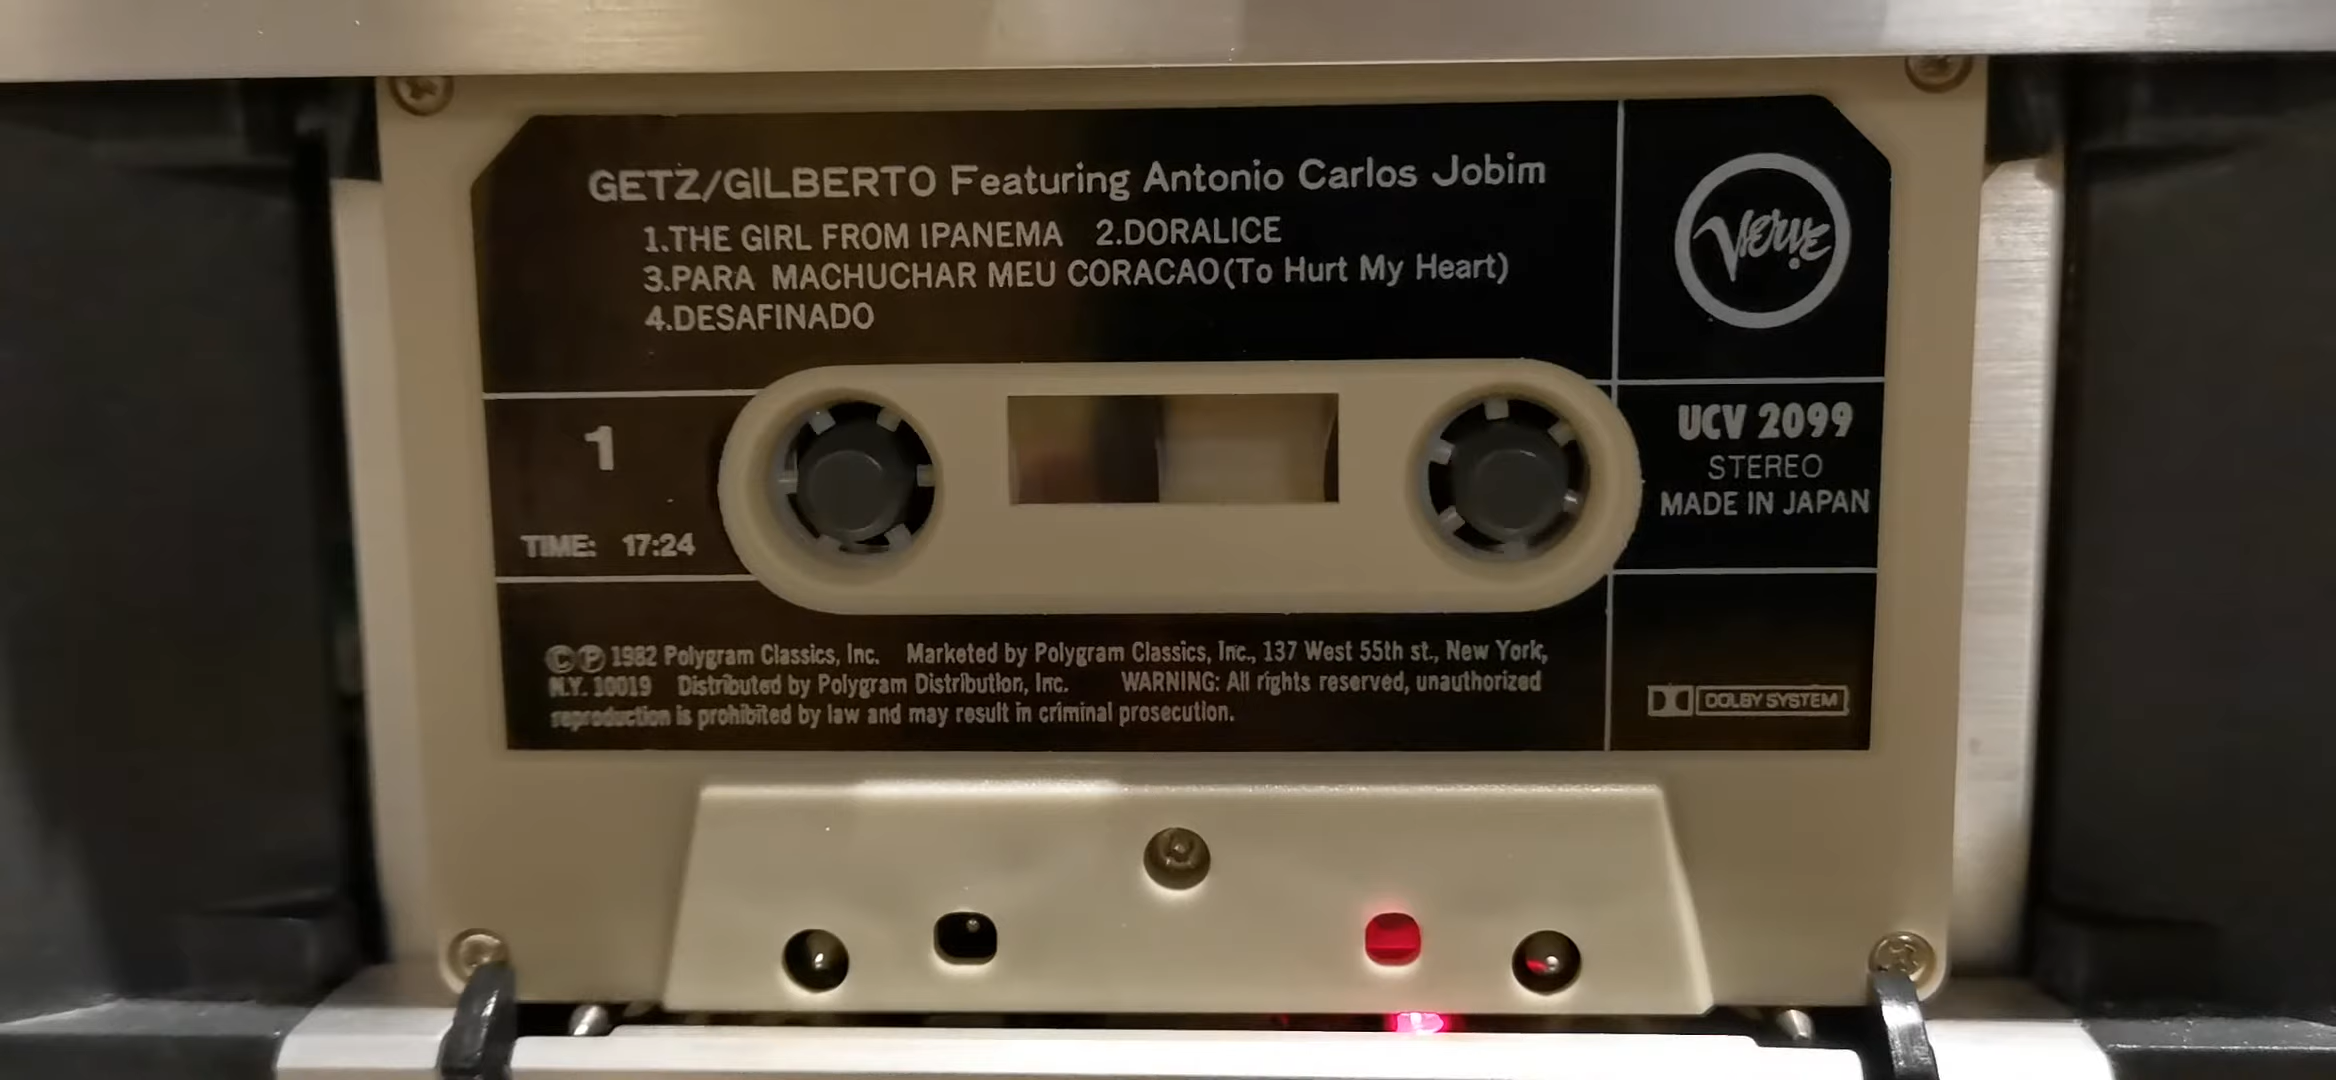 GETZ/GILBERTO Featuring Antonio Carlos Jobim
1.THE GIRL FROM IPANEMA 2.DORALICE
3.PARA MACHUCHAR MEU CORACAO(To Hurt My Heart)
4.DESAFINADO
Verve
1
TIME: 17:24
UCV 2099
STEREO
MADE IN JAPAN
©℗ 1982 Polygram Classics, Inc. Marketed by Polygram Classics, Inc., 137 West 55th st., New York,
N.Y. 10019 Distributed by Polygram Distribution, Inc. WARNING: All rights reserved, unauthorized
reproduction is prohibited by law and may result in criminal prosecution.
DOLBY SYSTEM